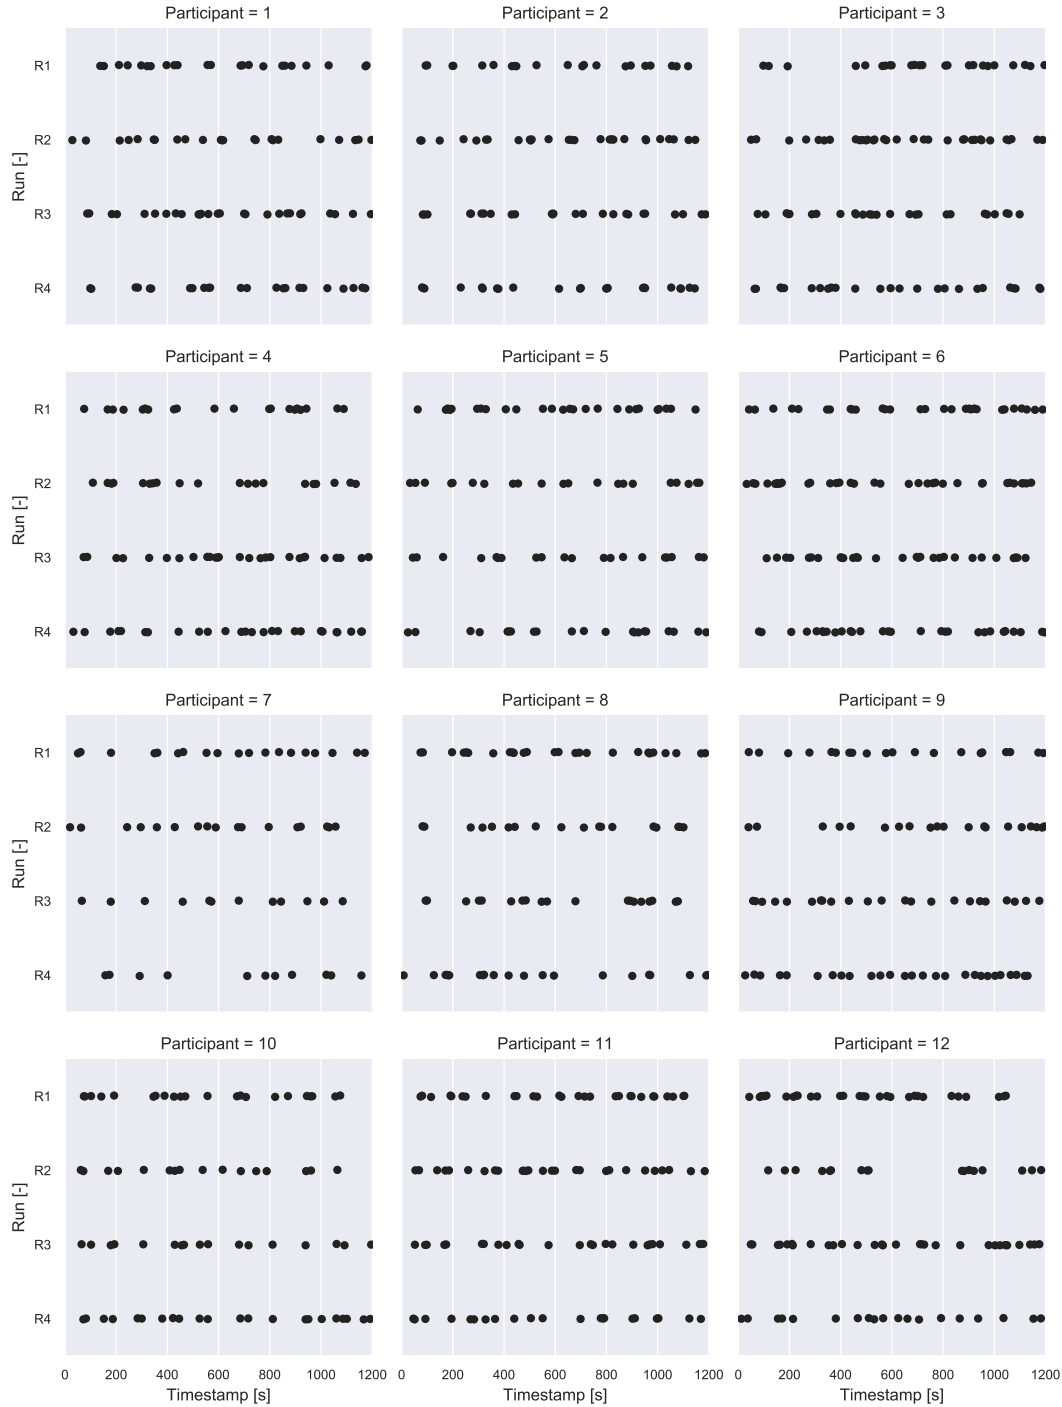 Participant = 1 Participant = 2 Participant = 3
R1
R2
R3
R4
Run [-]
Participant = 4 Participant = 5 Participant = 6
R1
R2
R3
R4
Run [-]
Participant = 7 Participant = 8 Participant = 9
R1
R2
R3
R4
Run [-]
Participant = 10 Participant = 11 Participant = 12
R1
R2
R3
R4
Run [-]
0 200 400 600 800 1000 1200 0 200 400 600 800 1000 1200 0 200 400 600 800 1000 1200
Timestamp [s] Timestamp [s] Timestamp [s]